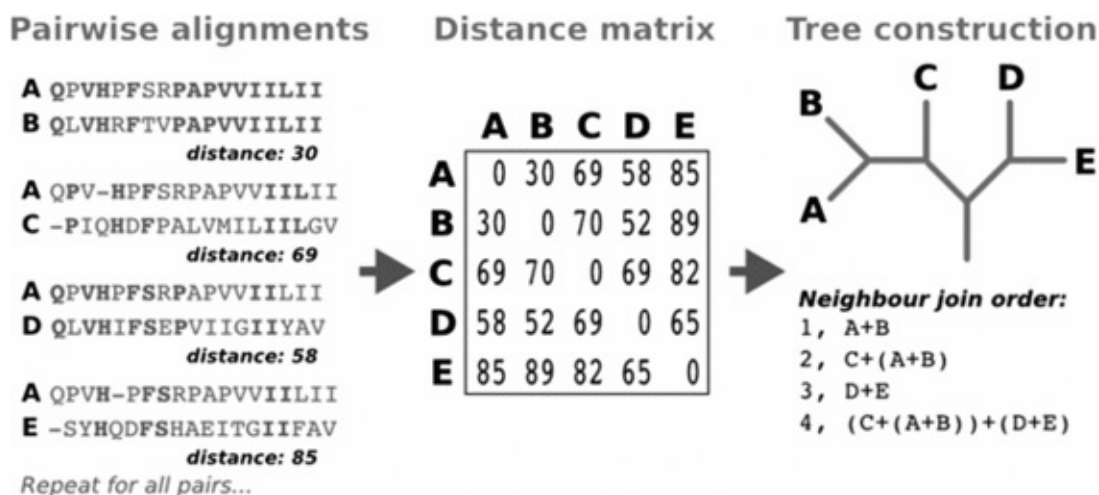 Pairwise alignments
A QPVHPFSRPAPVVIILII
B QLVHRFTVPAPVVIILII
distance: 30
A QPV-HPFSRPAPVVIILII
C -PIQHDFPALVMILIILGV
distance: 69
A QPVHPFSRPAPVVIILII
D QLVHIFSEPVIIGIIYAV
distance: 58
A QPVH-PFSRPAPVVIILII
E -SYHQDFSHAEITGIIFAV
distance: 85
Repeat for all pairs...
Distance matrix
A B C D E
A 0 30 69 58 85
B 30 0 70 52 89
C 69 70 0 69 82
D 58 52 69 0 65
E 85 89 82 65 0
Tree construction
C D
B
E
A
Neighbour join order:
1, A+B
2, C+(A+B)
3, D+E
4, (C+(A+B))+(D+E)